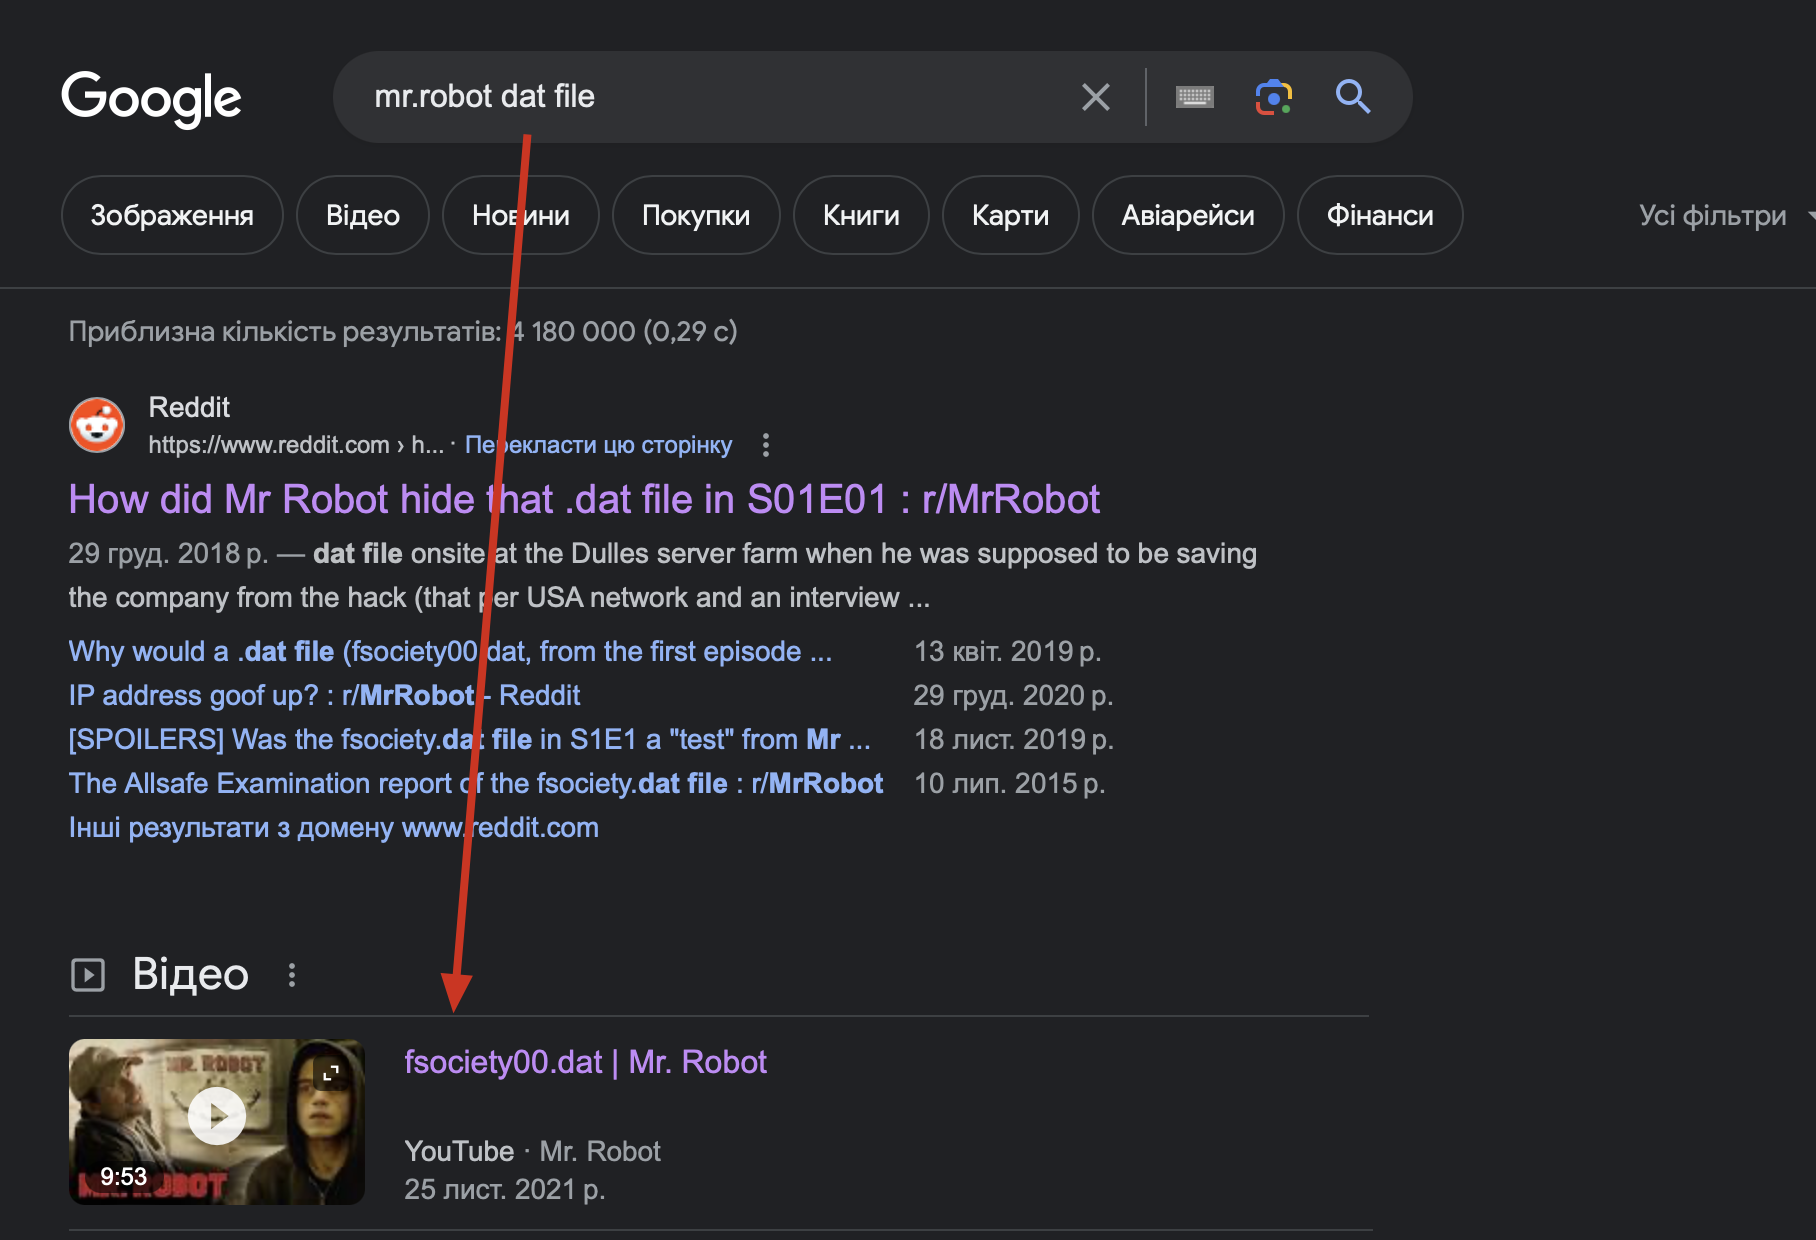 Google
mr.robot dat file
Зображення
Відео
Новини
Покупки
Книги
Карти
Авіарейси
Фінанси
Усі фільтри
Приблизна кількість результатів: 4 180 000 (0,29 с)
Reddit
https://www.reddit.com › h... · Перекласти цю сторінку
How did Mr Robot hide that .dat file in S01E01 : r/MrRobot
29 груд. 2018 р. — dat file onsite at the Dulles server farm when he was supposed to be saving
the company from the hack (that per USA network and an interview ...
Why would a .dat file (fsociety00.dat, from the first episode ... 13 квіт. 2019 р.
IP address goof up? : r/MrRobot - Reddit 29 груд. 2020 р.
[SPOILERS] Was the fsociety.dat file in S1E1 a "test" from Mr ... 18 лист. 2019 р.
The Allsafe Examination report of the fsociety.dat file : r/MrRobot 10 лип. 2015 р.
Інші результати з домену www.reddit.com
Відео
MR. ROBOT
9:53
MR. ROBOT
fsociety00.dat | Mr. Robot
YouTube · Mr. Robot
25 лист. 2021 р.